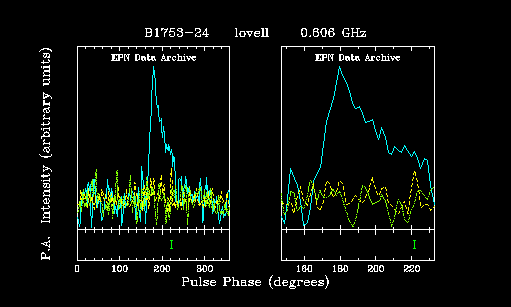 B1753-24 lovell 0.606 GHz
EPN Data Archive EPN Data Archive
P.A. Intensity (arbitrary units)
I I
0 100 200 300 160 180 200 220
Pulse Phase (degrees)